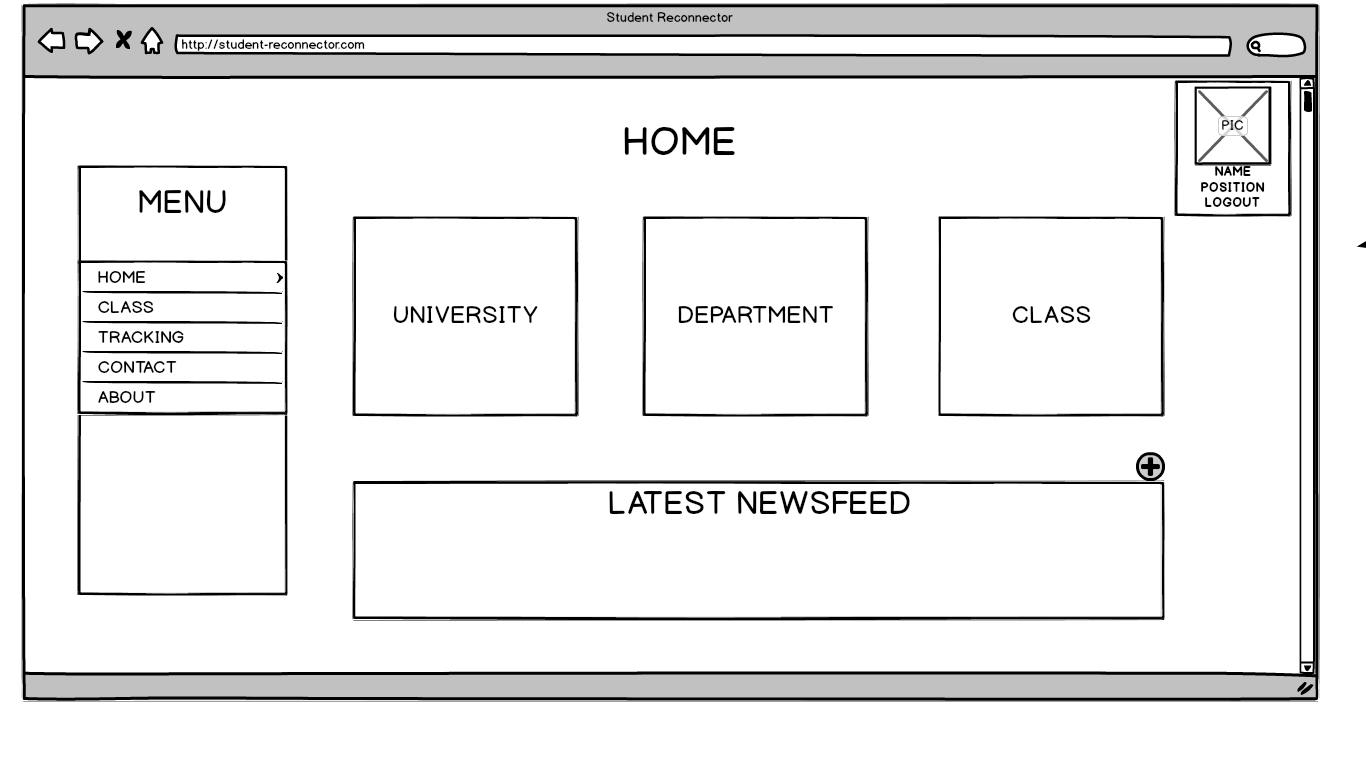 Student Reconnector
http://student-reconnector.com
PIC
NAME
POSITION
LOGOUT
HOME
MENU
HOME
CLASS
TRACKING
CONTACT
ABOUT
UNIVERSITY
DEPARTMENT
CLASS
LATEST NEWSFEED